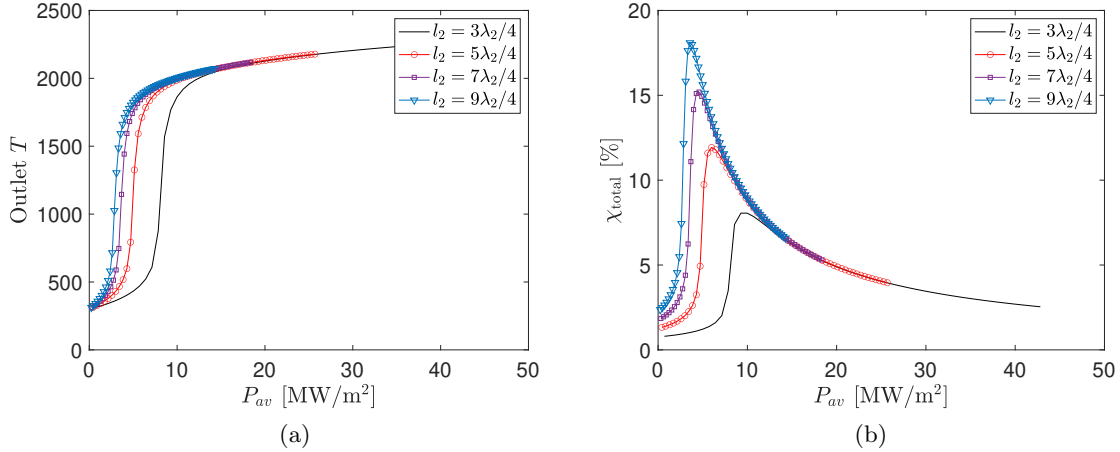 2500
2000
1500
1000
500
0
0 10 20 30 40 50
Outlet T
P_av [MW/m²]
l₂ = 3λ₂/4
l₂ = 5λ₂/4
l₂ = 7λ₂/4
l₂ = 9λ₂/4
(a)
20
15
10
5
0
0 10 20 30 40 50
χ_total [%]
P_av [MW/m²]
l₂ = 3λ₂/4
l₂ = 5λ₂/4
l₂ = 7λ₂/4
l₂ = 9λ₂/4
(b)